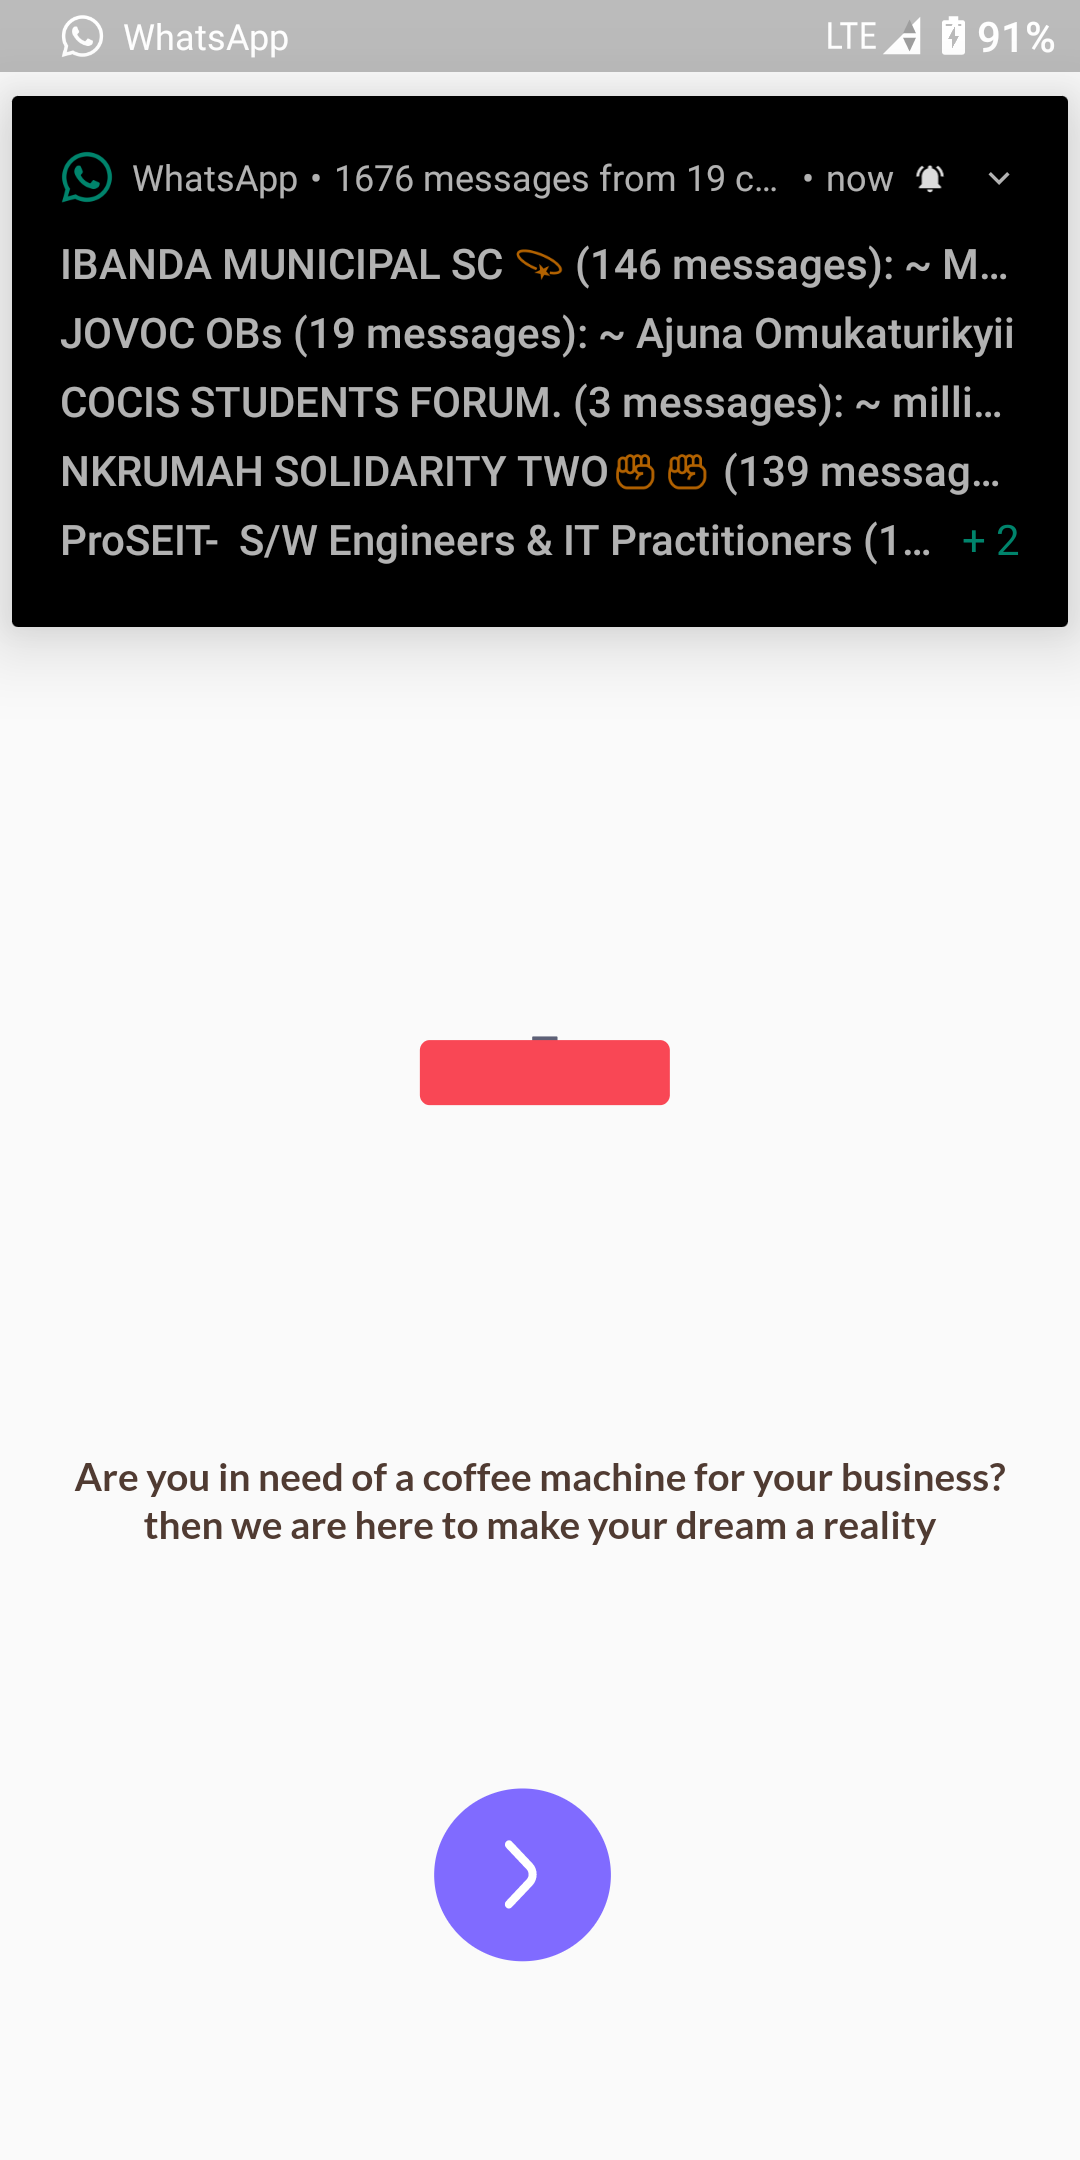 WhatsApp LTE 91%
WhatsApp • 1676 messages from 19 c... • now
IBANDA MUNICIPAL SC 💫 (146 messages): ~ M...
JOVOC OBs (19 messages): ~ Ajuna Omukaturikyii
COCIS STUDENTS FORUM. (3 messages): ~ milli...
NKRUMAH SOLIDARITY TWO✊✊ (139 messag...
ProSEIT- S/W Engineers & IT Practitioners (1... + 2
Are you in need of a coffee machine for your business?
then we are here to make your dream a reality